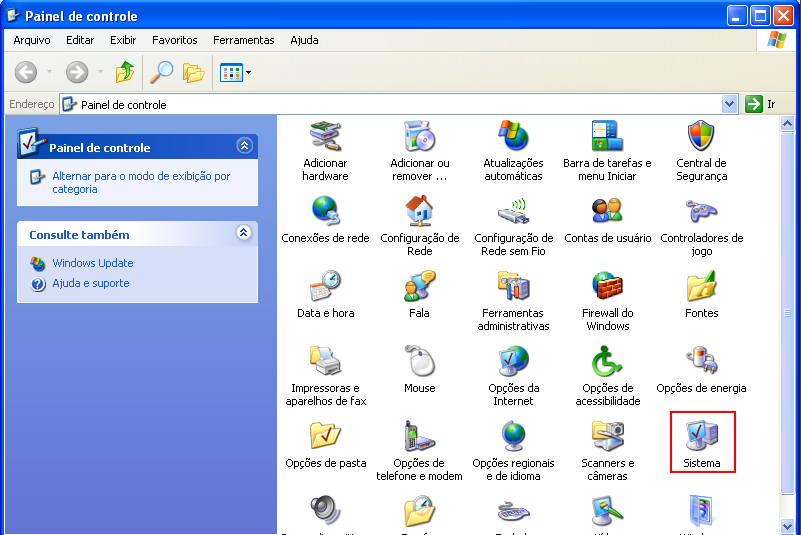 Painel de controle
Arquivo Editar Exibir Favoritos Ferramentas Ajuda
Endereço Painel de controle Ir
Painel de controle
Alternar para o modo de exibição por
categoria
Consulte também
Windows Update
Ajuda e suporte
Adicionar
hardware
Adicionar ou
remover ...
Atualizações
automáticas
Barra de tarefas e
menu Iniciar
Central de
Segurança
Conexões de rede
Configuração de
Rede
Configuração de
Rede sem Fio
Contas de usuário
Controladores de
jogo
Data e hora
Fala
Ferramentas
administrativas
Firewall do
Windows
Fontes
Impressoras e
aparelhos de fax
Mouse
Opções da
Internet
Opções de
acessibilidade
Opções de energia
Opções de pasta
Opções de
telefone e modem
Opções regionais
e de idioma
Scanners e
câmeras
Sistema